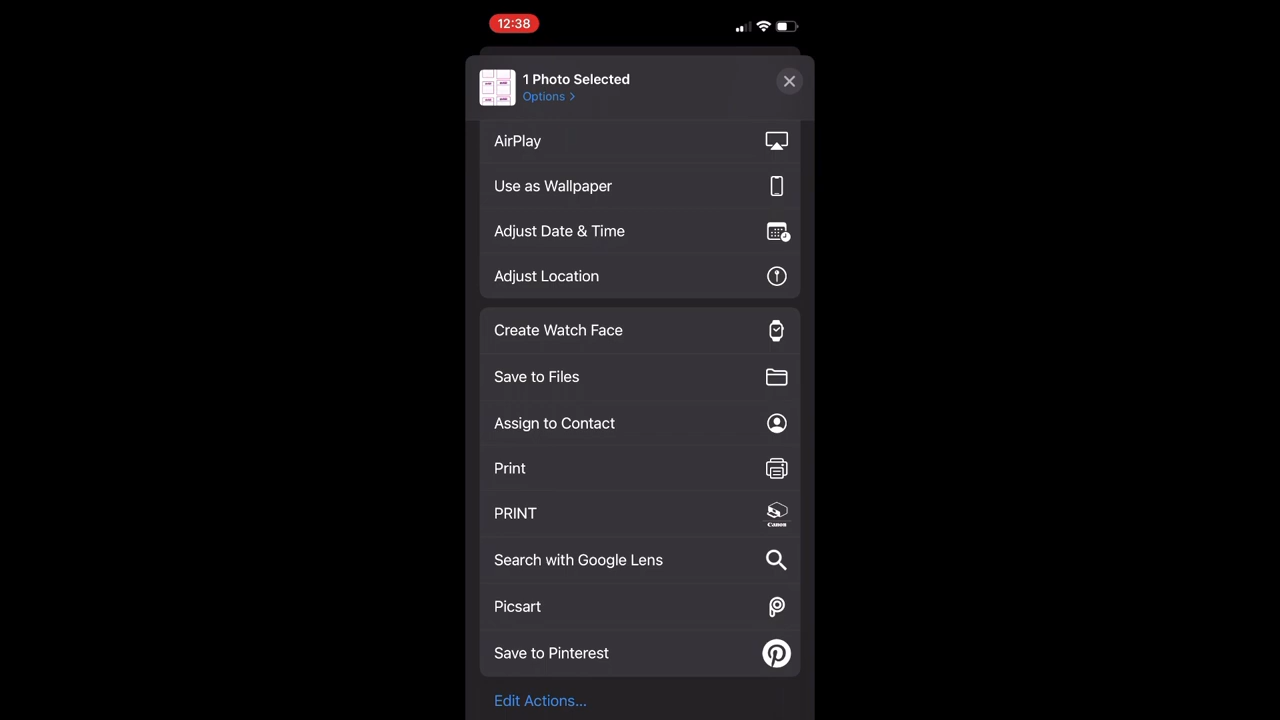 12:38
1 Photo Selected
Options >
AirPlay
Use as Wallpaper
Adjust Date & Time
Adjust Location
Create Watch Face
Save to Files
Assign to Contact
Print
PRINT
Canon
Search with Google Lens
Picsart
Save to Pinterest
Edit Actions...